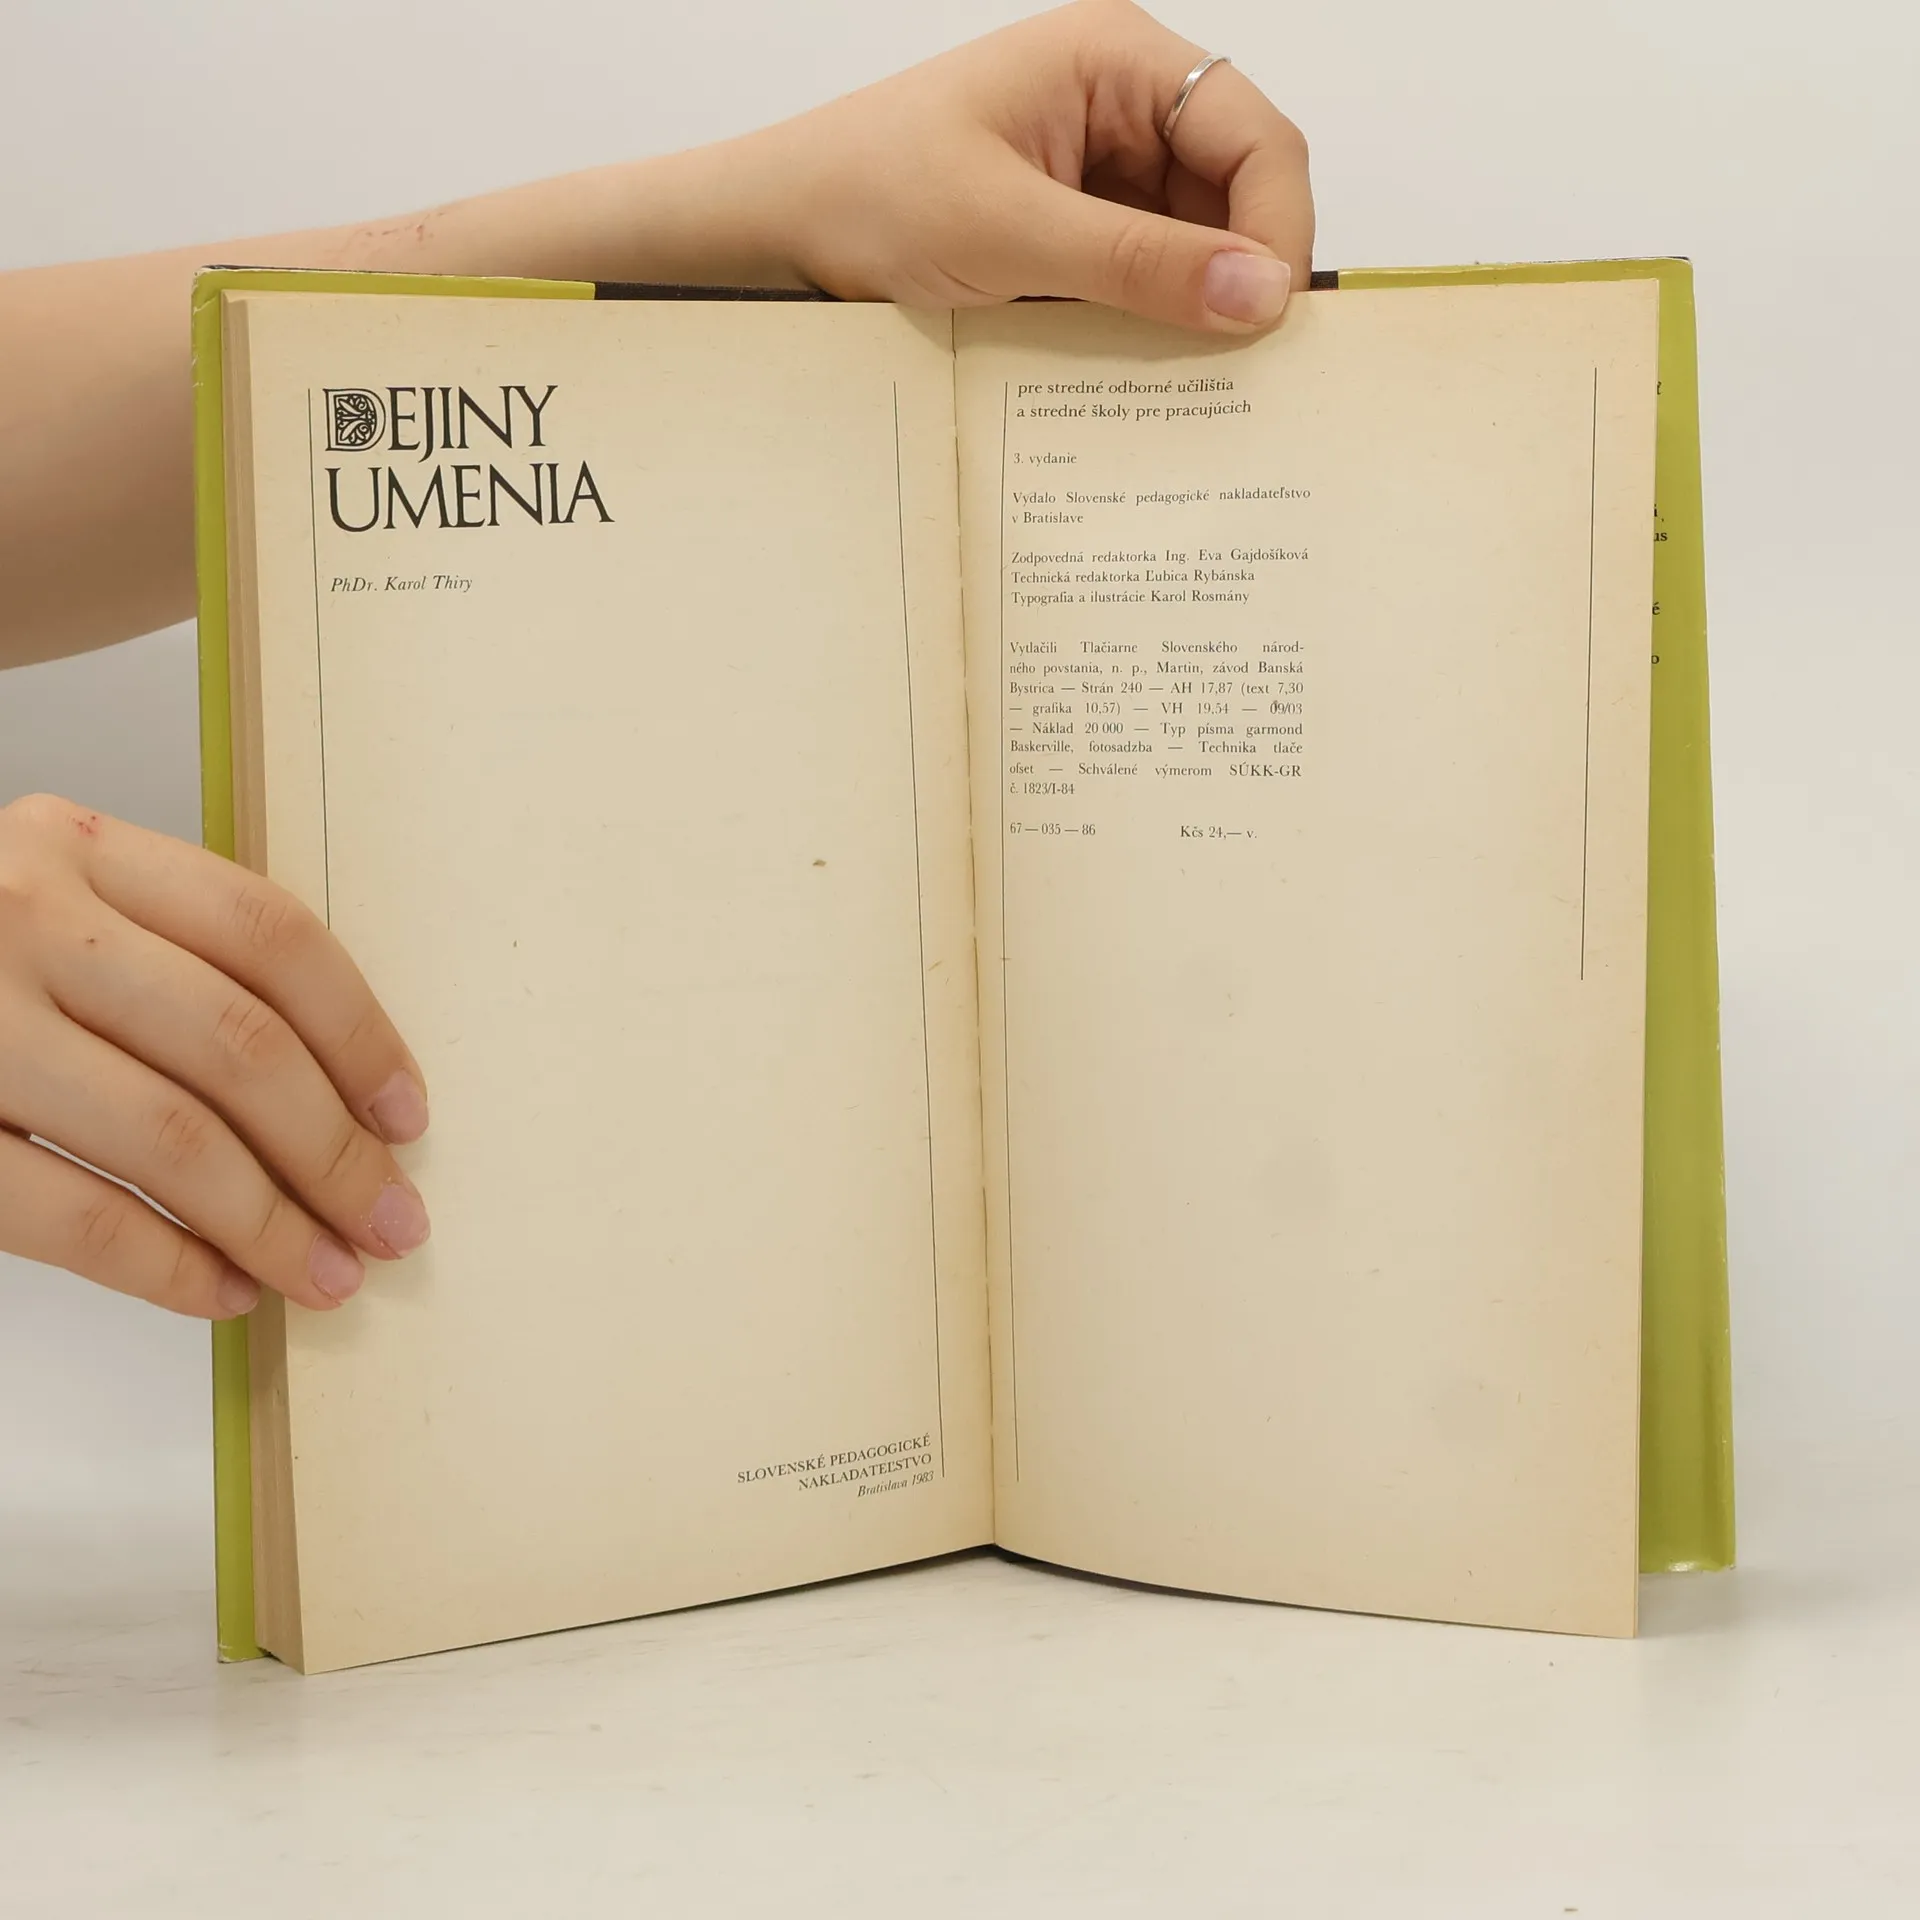 DEJINY
UMENIA
PhDr. Karol Thiry
SLOVENSKÉ PEDAGOGICKÉ
NAKLADATEĽSTVO
Bratislava 1983
pre stredné odborné učilištia
a stredné školy pre pracujúcich
3. vydanie
Vydalo Slovenské pedagogické nakladateľstvo
v Bratislave
Zodpovedná redaktorka Ing. Eva Gajdošíková
Technická redaktorka Ľubica Rybánska
Typografia a ilustrácie Karol Rosmány
Vytlačili Tlačiarne Slovenského národ-
ného povstania, n. p., Martin, závod Banská
Bystrica — Strán 240 — AH 17,87 (text 7,30
— grafika 10,57) — VH 19,54 — 09/03
— Náklad 20 000 — Typ písma garmond
Baskerville, fotosadzba — Technika tlače
ofset — Schválené výmerom SÚKK-GR
č. 1823/I-84
67 — 035 — 86 Kčs 24,— v.